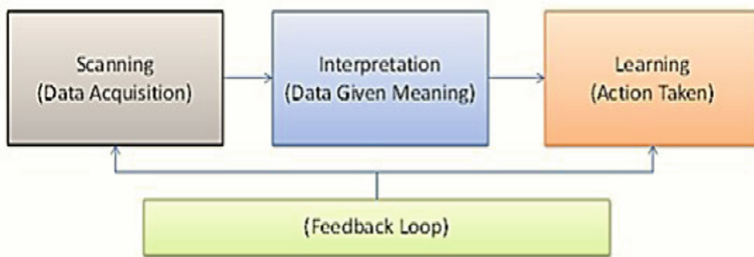 Scanning
(Data Acquisition)
Interpretation
(Data Given Meaning)
Learning
(Action Taken)
(Feedback Loop)